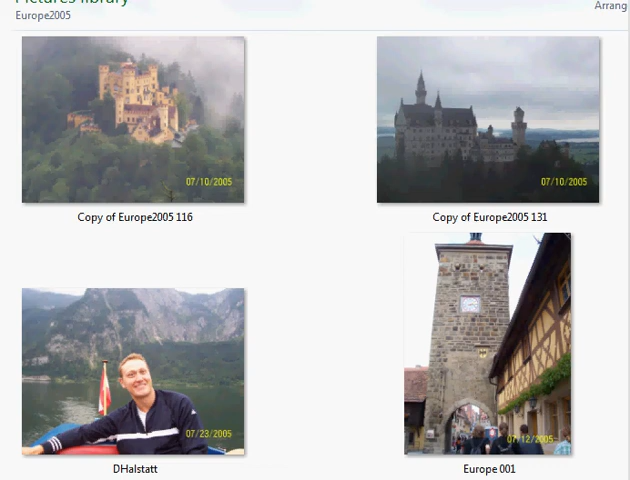 Pictures library
Europe2005
Arrang
07/10/2005
07/10/2005
Copy of Europe2005 116
Copy of Europe2005 131
07/23/2005
07/12/2005
DHalstatt
Europe 001